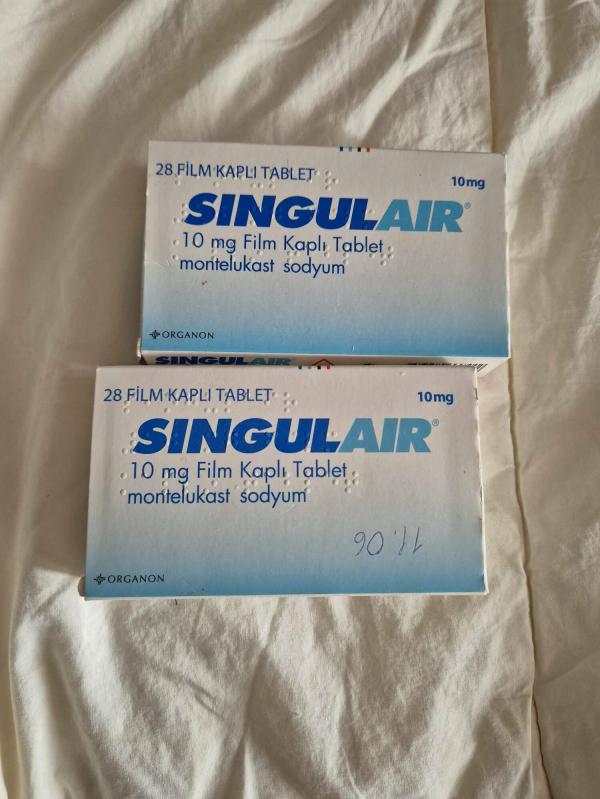 28 FİLM KAPLI TABLET
10mg
SINGULAIR®
10 mg Film Kaplı Tablet
montelukast sodyum
ORGANON
SINGULAIR
28 FİLM KAPLI TABLET
10mg
SINGULAIR®
10 mg Film Kaplı Tablet
montelukast sodyum
11.06
ORGANON